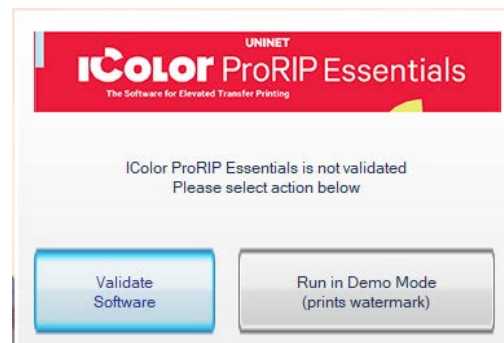 UNINET
IColor ProRIP Essentials
The Software for Elevated Transfer Printing
IColor ProRIP Essentials is not validated
Please select action below
Validate
Software
Run in Demo Mode
(prints watermark)